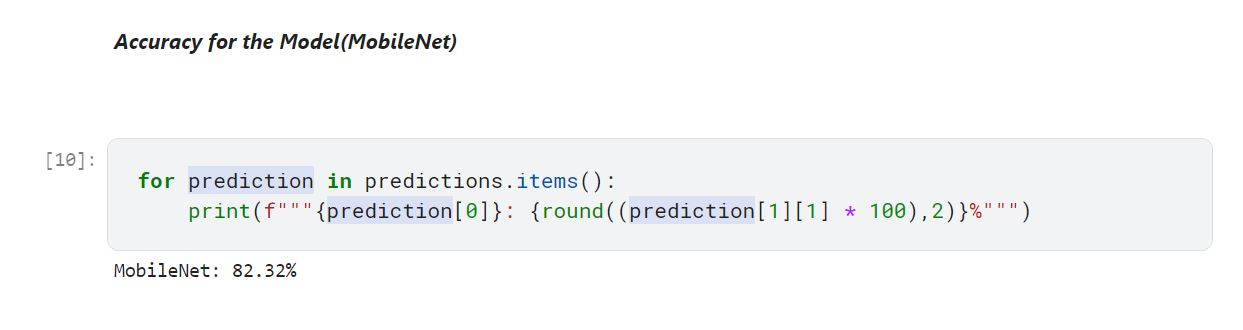 Accuracy for the Model(MobileNet)
[10]:
for prediction in predictions.items():
    print(f"""{prediction[0]}: {round((prediction[1][1] * 100),2)}%""")
MobileNet: 82.32%